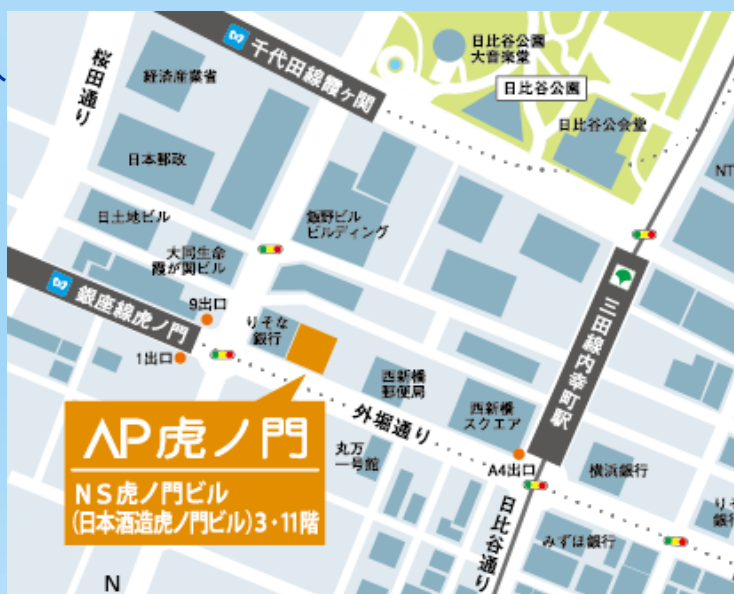 桜田通り
経済産業省
千代田線霞ヶ関
日比谷公園
大音楽堂
日比谷公園
日比谷公会堂
日本郵政
NT
日土地ビル
飯野ビル
ビルディング
大同生命
霞が関ビル
銀座線虎ノ門
9出口
1出口
りそな
銀行
三田線内幸町駅
西新橋
郵便局
西新橋
スクエア
外堀通り
丸万
一号館
A4出口
横浜銀行
りそ
銀行
みずほ銀行
日比谷通り
AP虎ノ門
NS虎ノ門ビル
(日本酒造虎ノ門ビル)3・11階
N